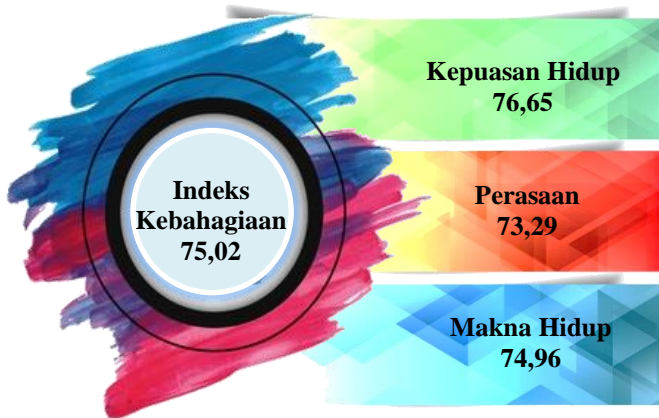 Indeks
Kebahagiaan
75,02
Kepuasan Hidup
76,65
Perasaan
73,29
Makna Hidup
74,96